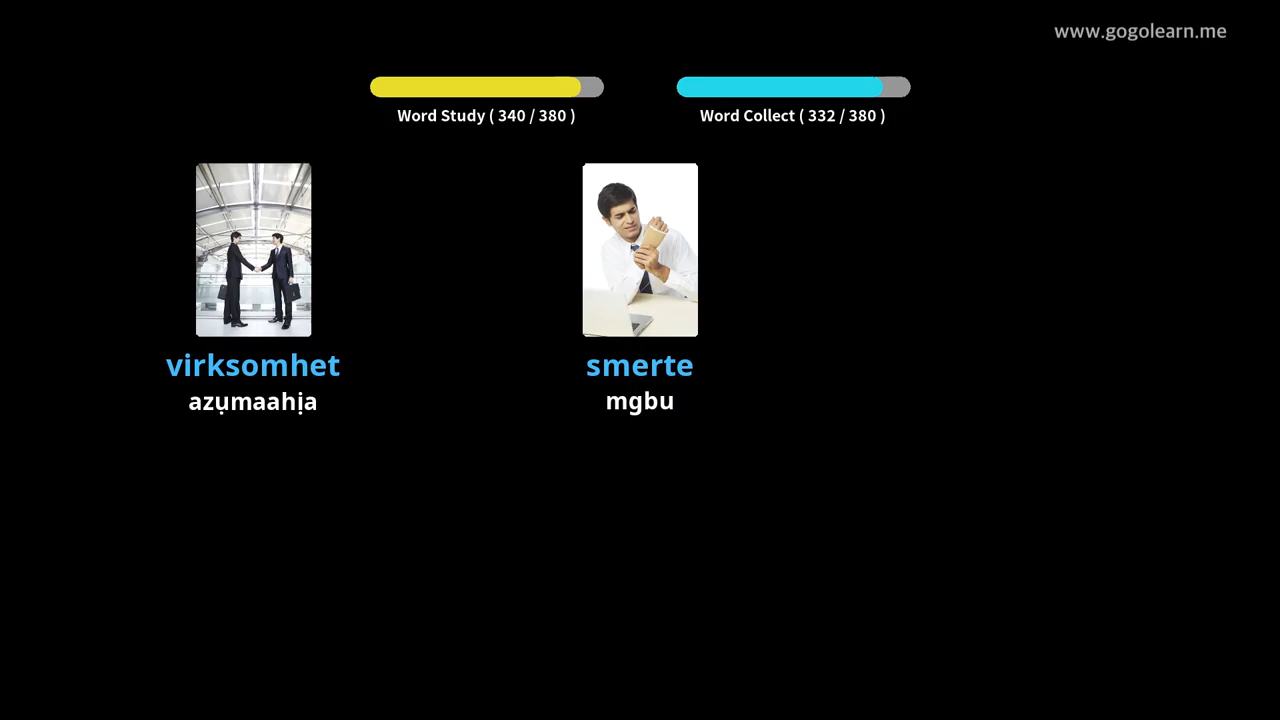 www.gogolearn.me
Word Study ( 340 / 380 )
Word Collect ( 332 / 380 )
virksomhet
azụmaahịa
smerte
mgbu